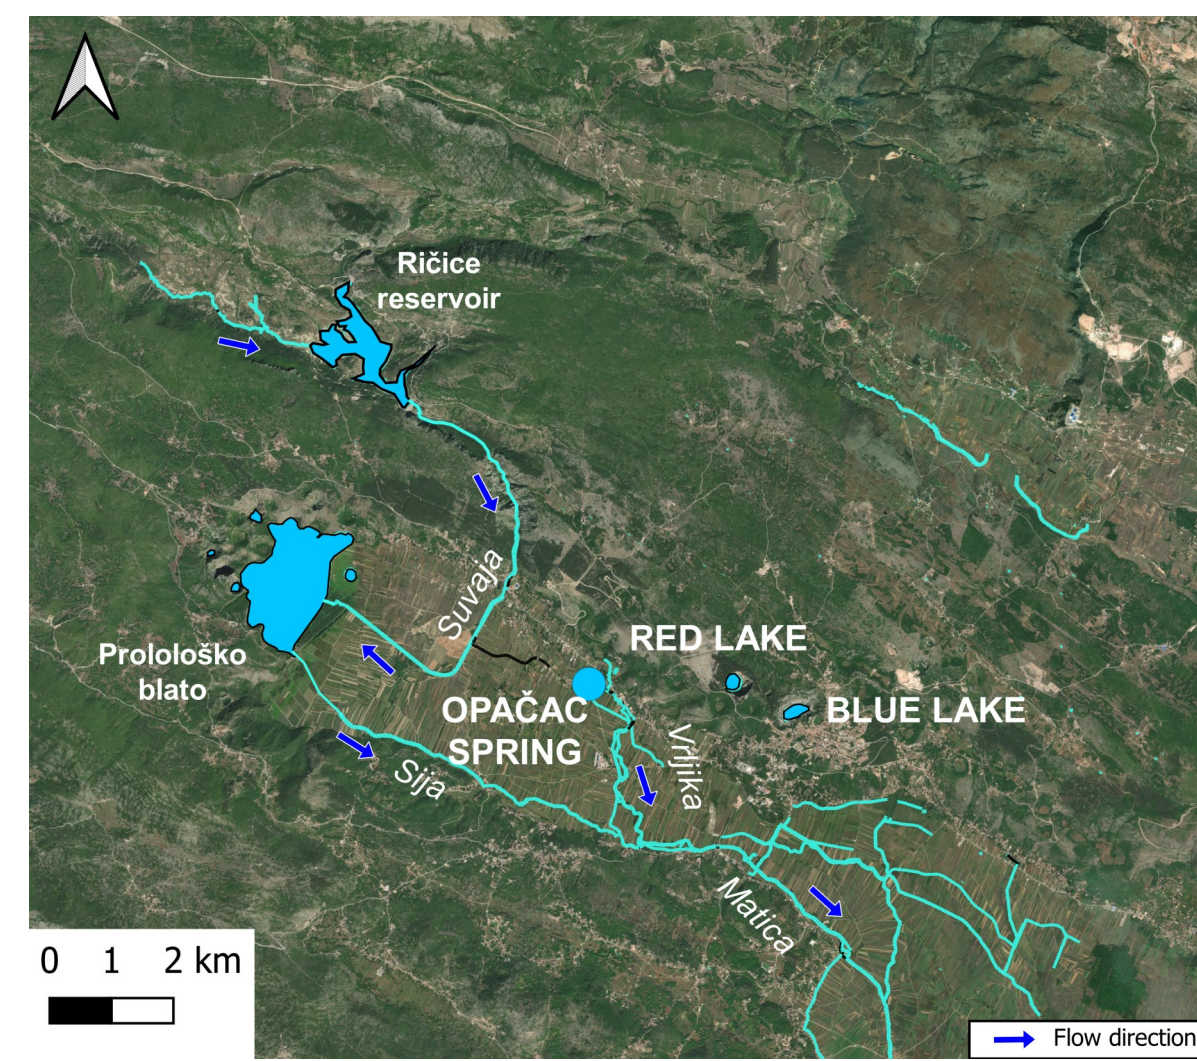 Ričice
reservoir
Suvaja
Prološko
blato
RED LAKE
BLUE LAKE
OPAČAC
SPRING
Vrljika
Sija
Matica
0 1 2 km
Flow direction